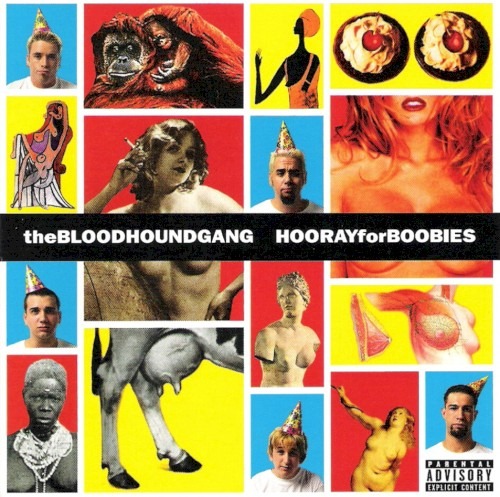 theBLOODHOUNDGANG HOORAYforBOOBIES
PARENTAL
ADVISORY
EXPLICIT CONTENT